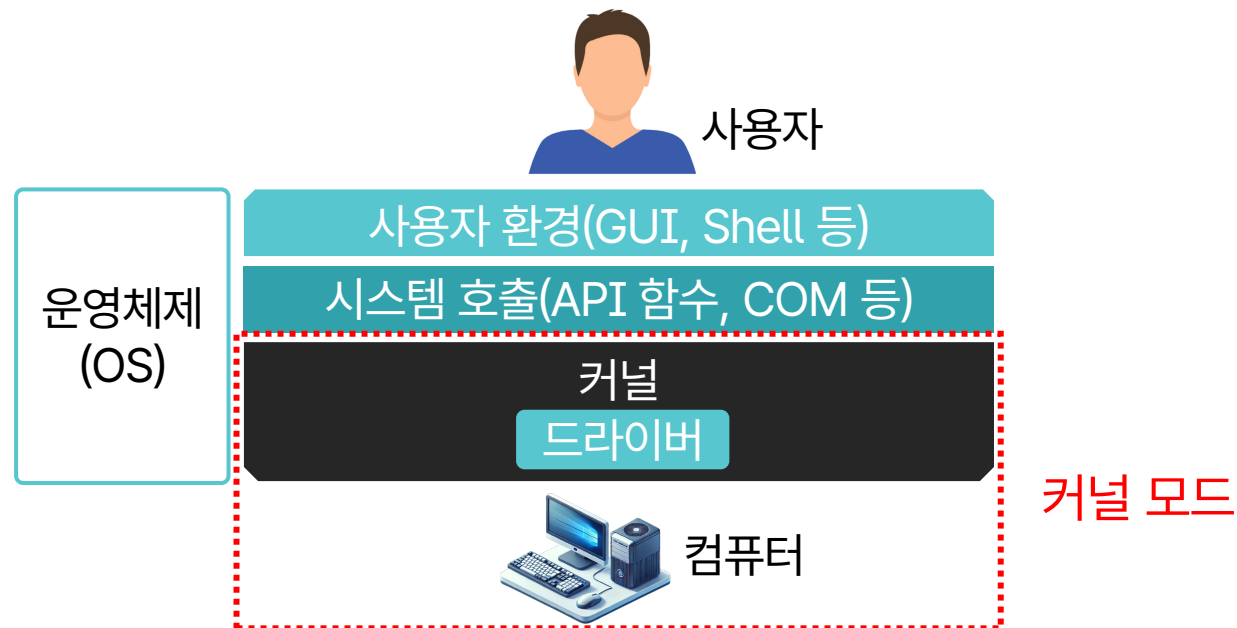 사용자
운영체제
(OS)
사용자 환경(GUI, Shell 등)
시스템 호출(API 함수, COM 등)
커널
드라이버
커널 모드
컴퓨터